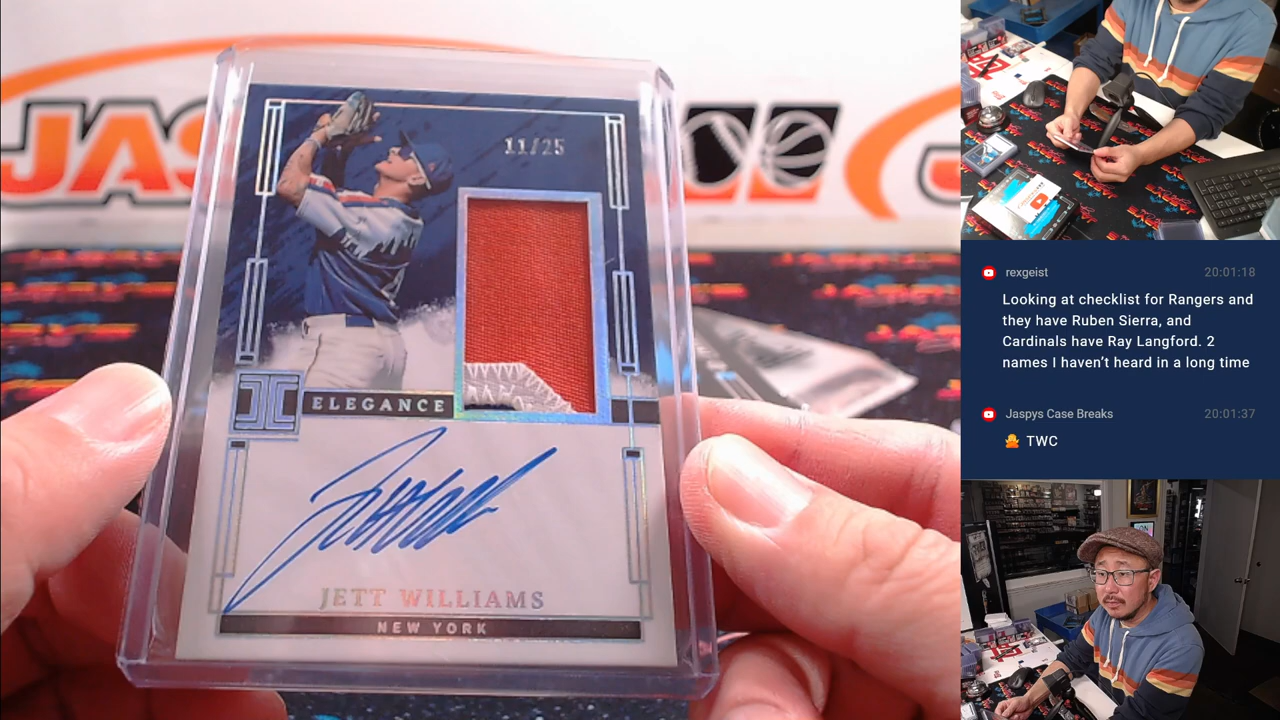 JAS
11/25
ELEGANCE
JETT WILLIAMS
NEW YORK
rexgeist
20:01:18
Looking at checklist for Rangers and
they have Ruben Sierra, and
Cardinals have Ray Langford. 2
names I haven't heard in a long time
Jaspys Case Breaks
20:01:37
TWC